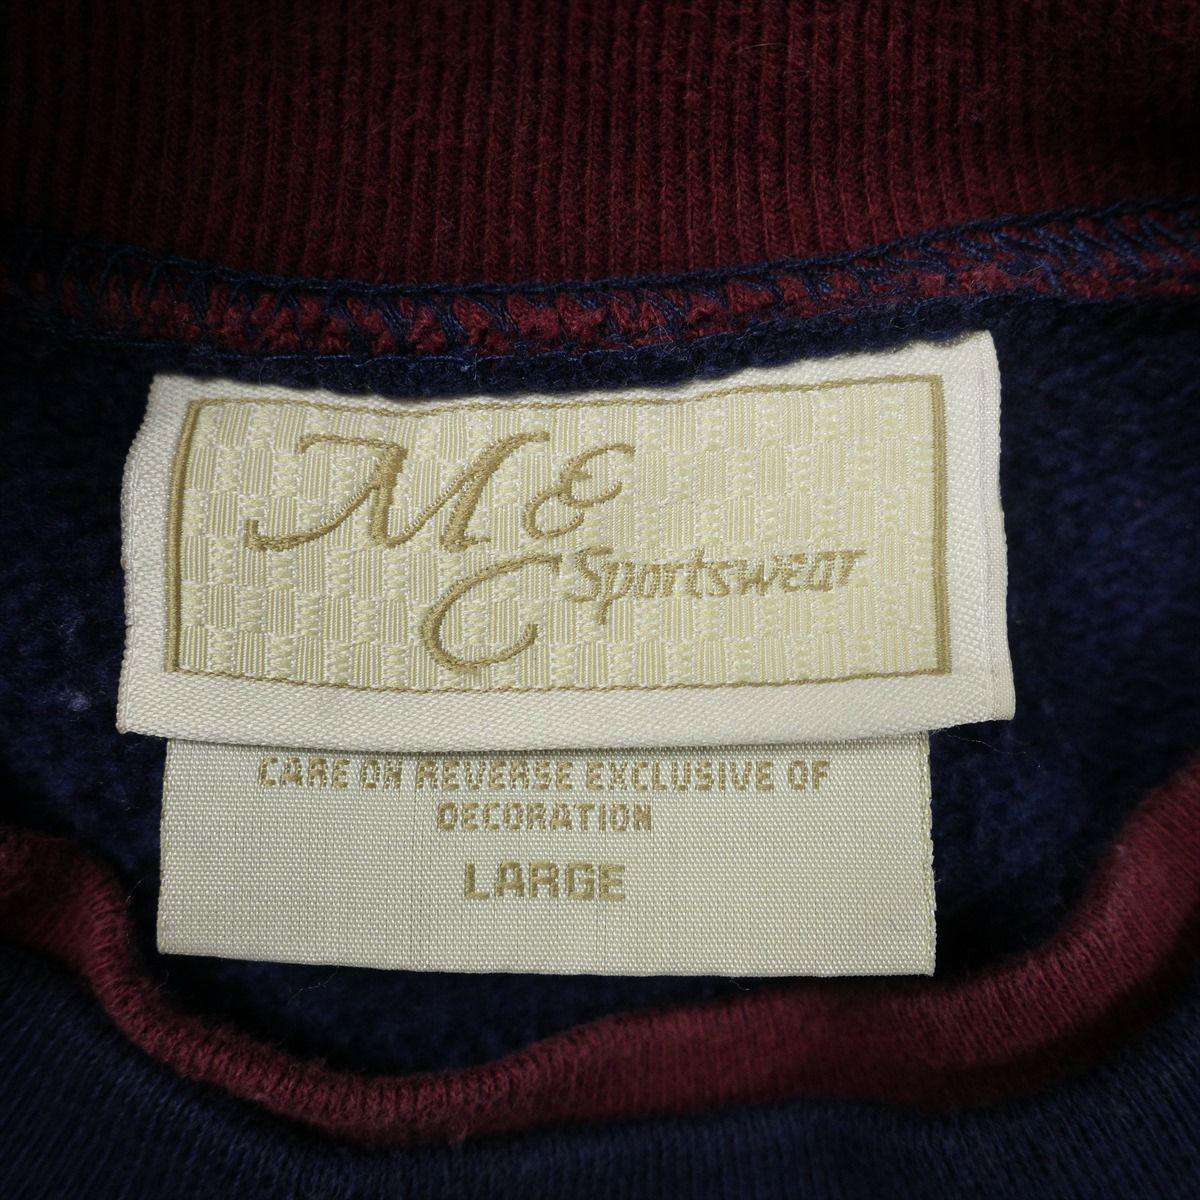 M&C Sportswear
CARE ON REVERSE EXCLUSIVE OF
DECORATION
LARGE